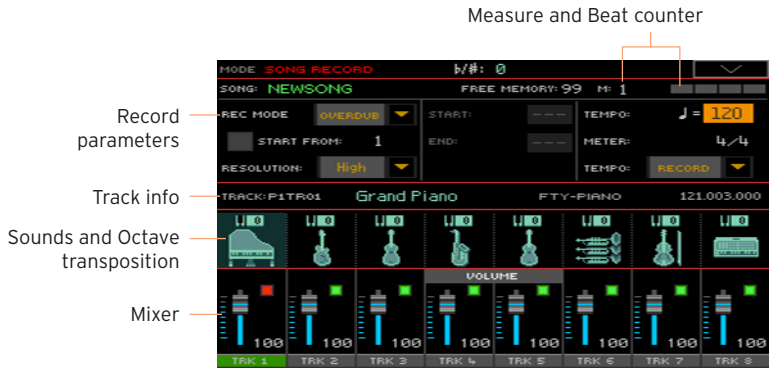 Measure and Beat counter
MODE SONG RECORD ♭/#: 0
SONG: NEWSONG FREE MEMORY: 99 M: 1
Record parameters
REC MODE OVERDUB START: --- TEMPO: ♩ = 120
START FROM: 1 END: --- METER: 4/4
RESOLUTION: High TEMPO: RECORD
Track info
TRACK: P1TR01 Grand Piano FTY-PIANO 121.003.000
Sounds and Octave transposition
0 0 0 0 0 0 0 0
VOLUME
Mixer
100 100 100 100 100 100 100 100
TRK 1 TRK 2 TRK 3 TRK 4 TRK 5 TRK 6 TRK 7 TRK 8